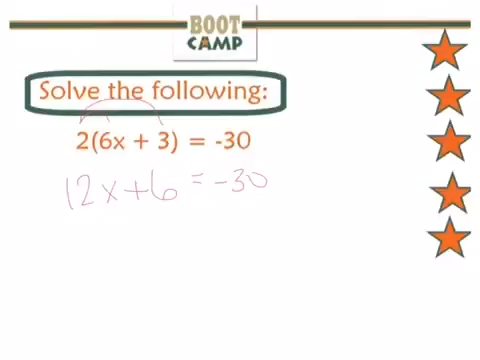 BOOT
CAMP
Solve the following:
2(6x + 3) = -30
12x+6 = -30